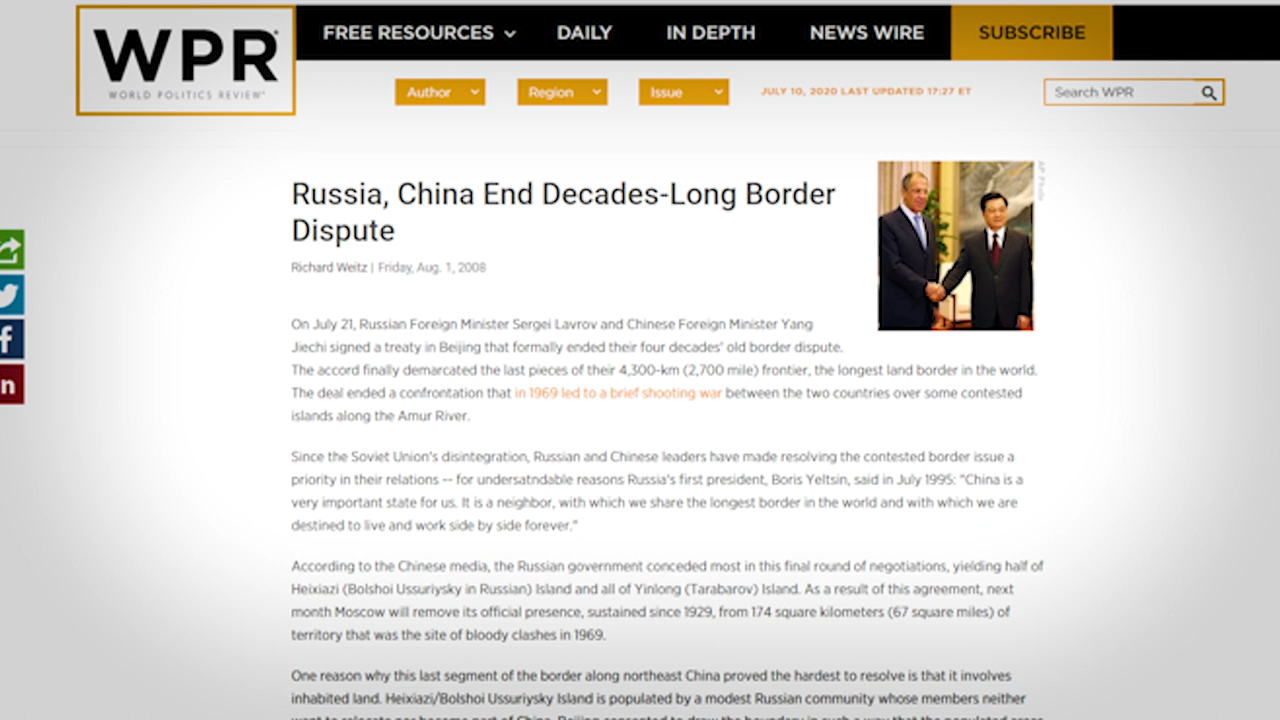 WPR
WORLD POLITICS REVIEW
FREE RESOURCES
DAILY
IN DEPTH
NEWS WIRE
SUBSCRIBE
Author
Region
Issue
JULY 10, 2020 LAST UPDATED 17:27 ET
Search WPR
Russia, China End Decades-Long Border
Dispute
AP Photo
Richard Weitz | Friday, Aug. 1, 2008
On July 21, Russian Foreign Minister Sergei Lavrov and Chinese Foreign Minister Yang
Jiechi signed a treaty in Beijing that formally ended their four decades' old border dispute.
The accord finally demarcated the last pieces of their 4,300-km (2,700 mile) frontier, the longest land border in the world.
The deal ended a confrontation that in 1969 led to a brief shooting war between the two countries over some contested
islands along the Amur River.
Since the Soviet Union's disintegration, Russian and Chinese leaders have made resolving the contested border issue a
priority in their relations -- for undersatndable reasons Russia's first president, Boris Yeltsin, said in July 1995: "China is a
very important state for us. It is a neighbor, with which we share the longest border in the world and with which we are
destined to live and work side by side forever."
According to the Chinese media, the Russian government conceded most in this final round of negotiations, yielding half of
Heixiazi (Bolshoi Ussuriysky in Russian) Island and all of Yinlong (Tarabarov) Island. As a result of this agreement, next
month Moscow will remove its official presence, sustained since 1929, from 174 square kilometers (67 square miles) of
territory that was the site of bloody clashes in 1969.
One reason why this last segment of the border along northeast China proved the hardest to resolve is that it involves
inhabited land. Heixiazi/Bolshoi Ussuriysky Island is populated by a modest Russian community whose members neither